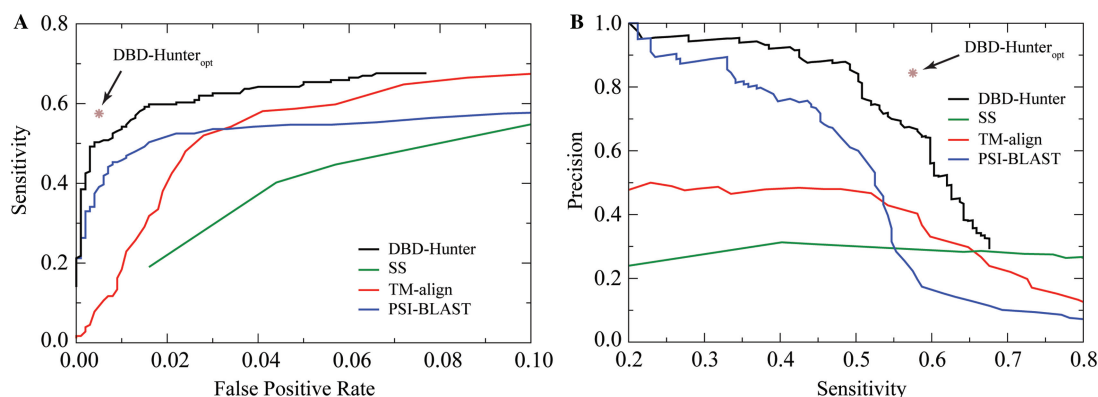 A
0.8
0.6
0.4
0.2
0.0
Sensitivity
DBD-Hunteropt
DBD-Hunter
SS
TM-align
PSI-BLAST
0.00
0.02
0.04
0.06
0.08
0.10
False Positive Rate
B
1.0
0.8
0.6
0.4
0.2
0.0
Precision
DBD-Hunteropt
DBD-Hunter
SS
TM-align
PSI-BLAST
0.2
0.3
0.4
0.5
0.6
0.7
0.8
Sensitivity